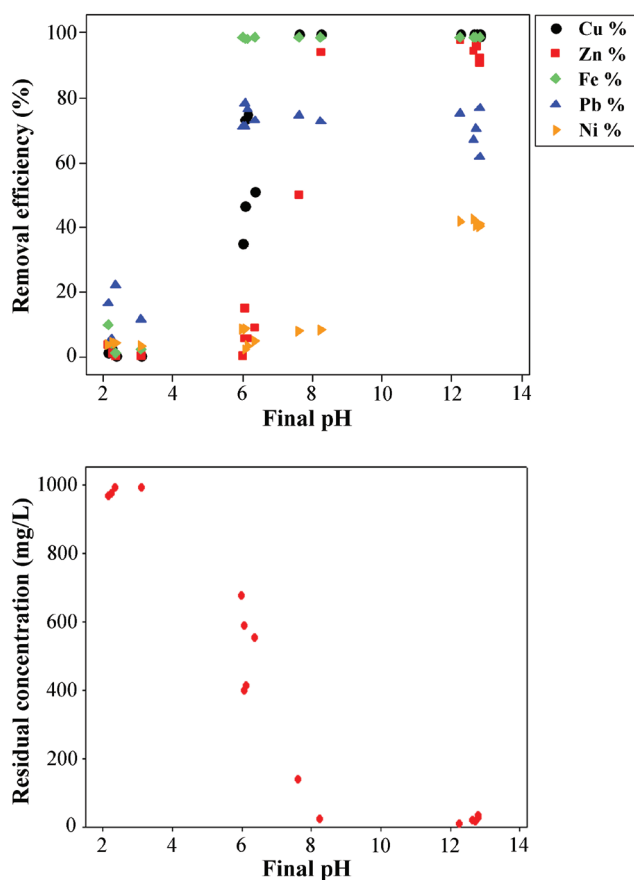 100
80
60
40
20
0
Removal efficiency (%)
2 4 6 8 10 12 14
Final pH
Cu %
Zn %
Fe %
Pb %
Ni %
1000
800
600
400
200
0
Residual concentration (mg/L)
2 4 6 8 10 12 14
Final pH